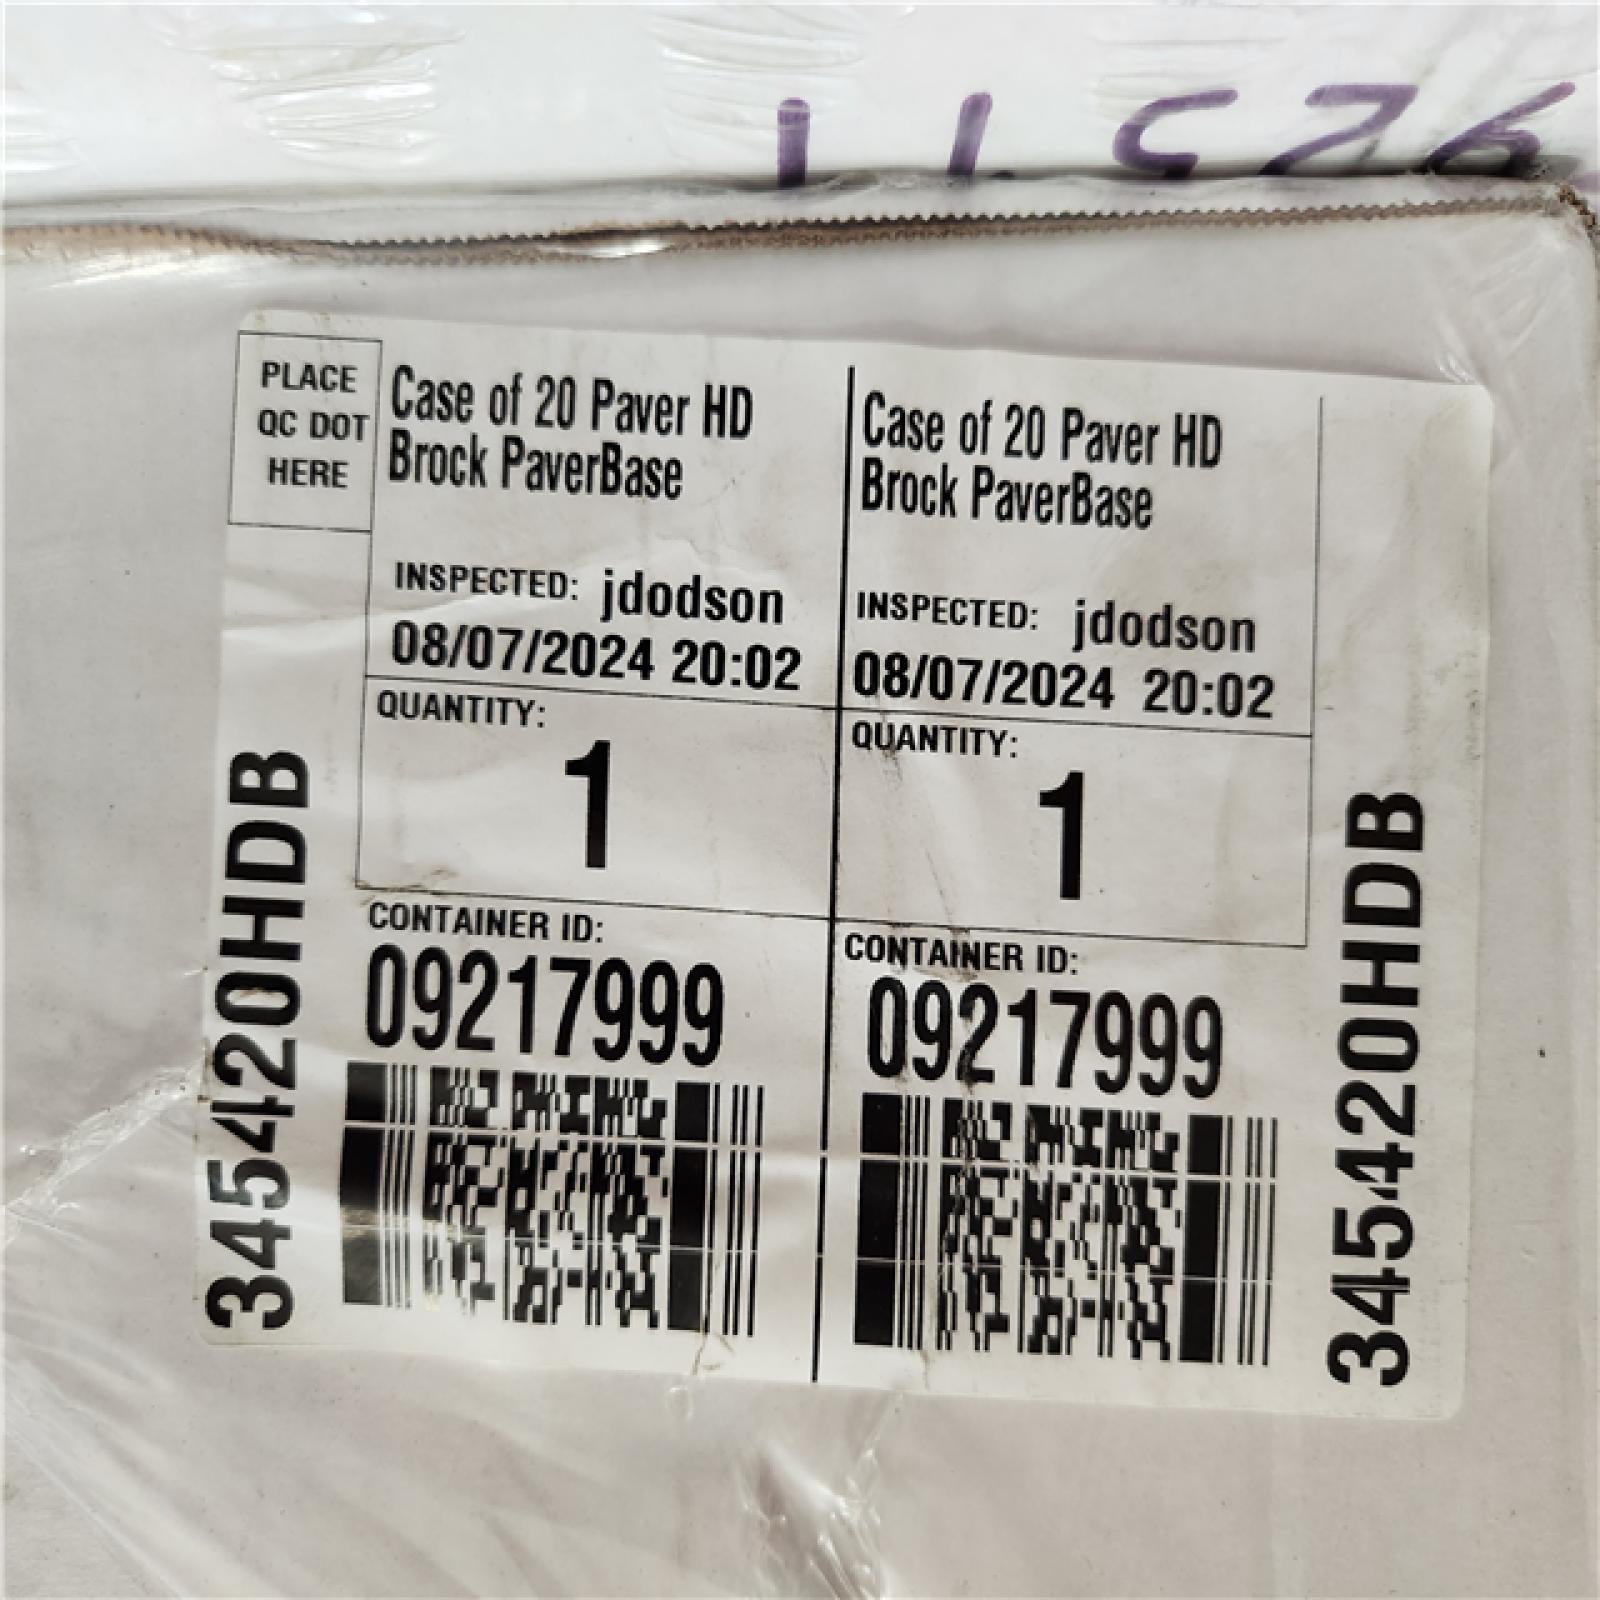 PLACE
QC DOT
HERE
Case of 20 Paver HD
Brock PaverBase
INSPECTED: jdodson
08/07/2024 20:02
QUANTITY:
1
CONTAINER ID:
09217999
345420HDB
Case of 20 Paver HD
Brock PaverBase
INSPECTED: jdodson
08/07/2024 20:02
QUANTITY:
1
CONTAINER ID:
09217999
345420HDB